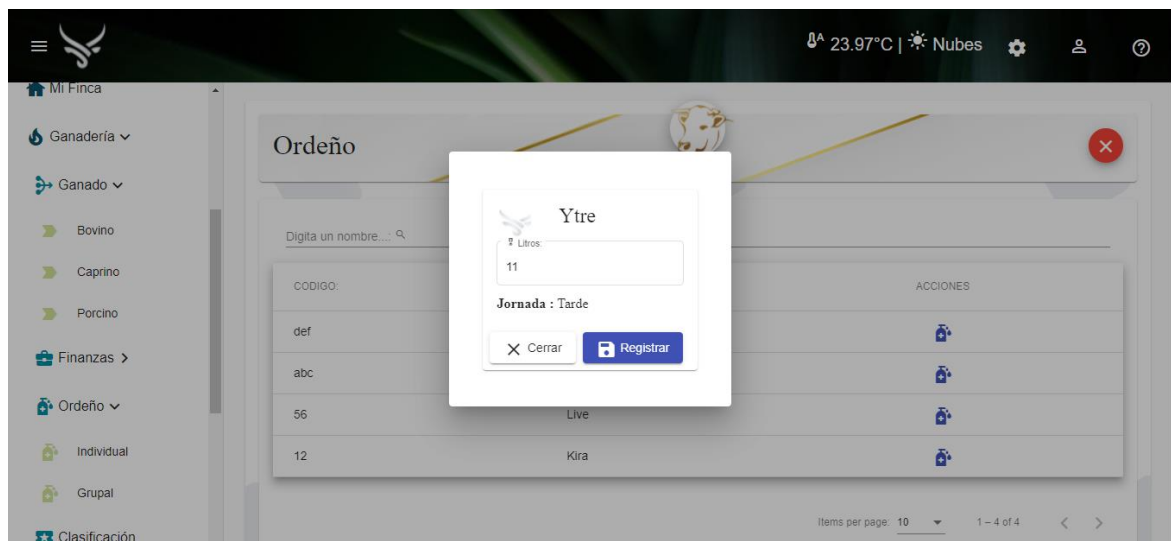 23.97°C | Nubes
Mi Finca
Ganadería
Ganado
Bovino
Caprino
Porcino
Finanzas
Ordeño
Individual
Grupal
Clasificación
Ordeño
Digita un nombre...:
CODIGO:
ACCIONES
def
abc
56 Live
12 Kira
Items per page: 10 1 – 4 of 4
Ytre
Litros:
11
Jornada : Tarde
Cerrar
Registrar